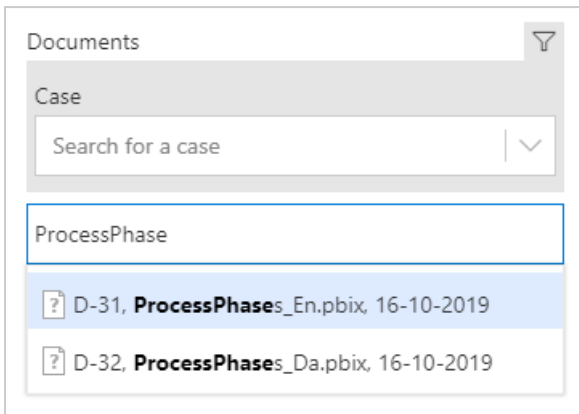 Documents
Case
Search for a case
ProcessPhase
D-31, ProcessPhases_En.pbix, 16-10-2019
D-32, ProcessPhases_Da.pbix, 16-10-2019